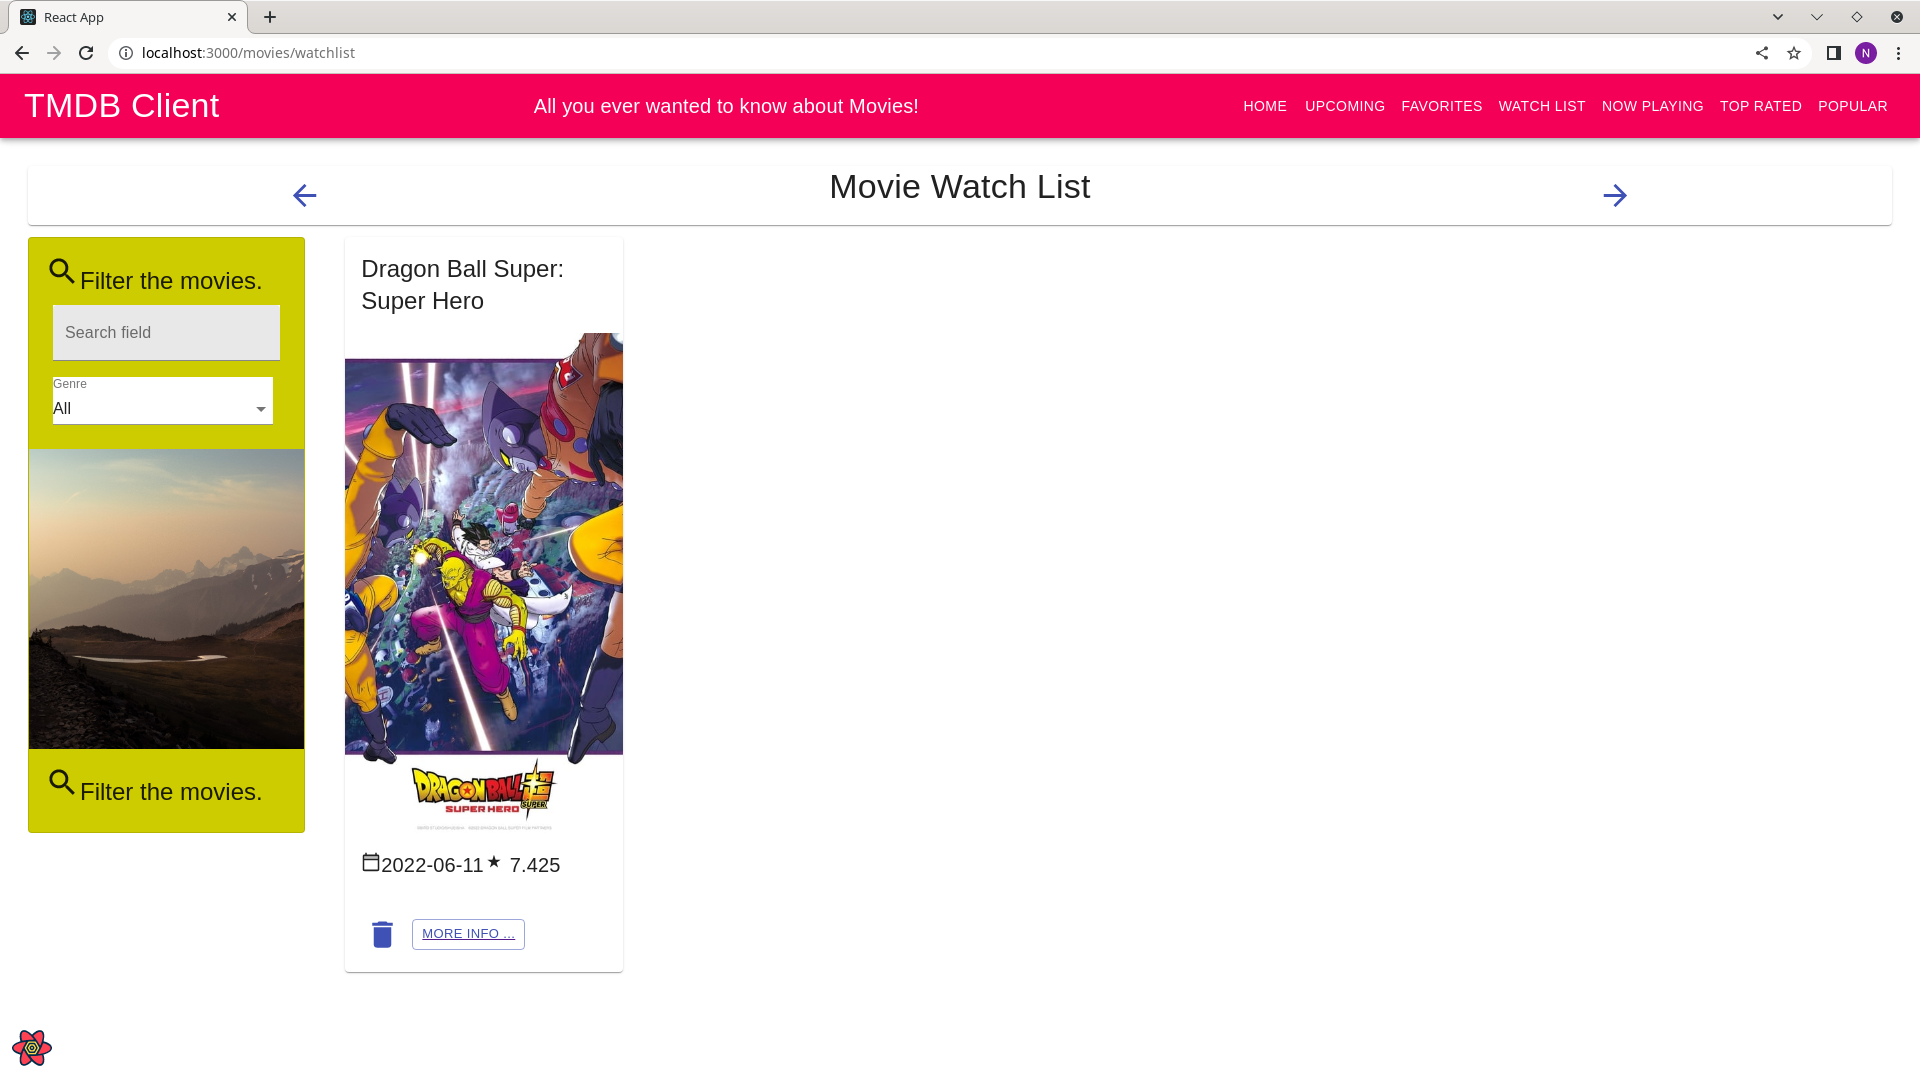 React App
localhost:3000/movies/watchlist
N
TMDB Client
All you ever wanted to know about Movies!
HOME UPCOMING FAVORITES WATCH LIST NOW PLAYING TOP RATED POPULAR
Movie Watch List
Filter the movies.
Search field
Genre
All
Filter the movies.
Dragon Ball Super:
Super Hero
DRAGONBALL
SUPER
SUPER HERO
2022-06-11 7.425
MORE INFO ...